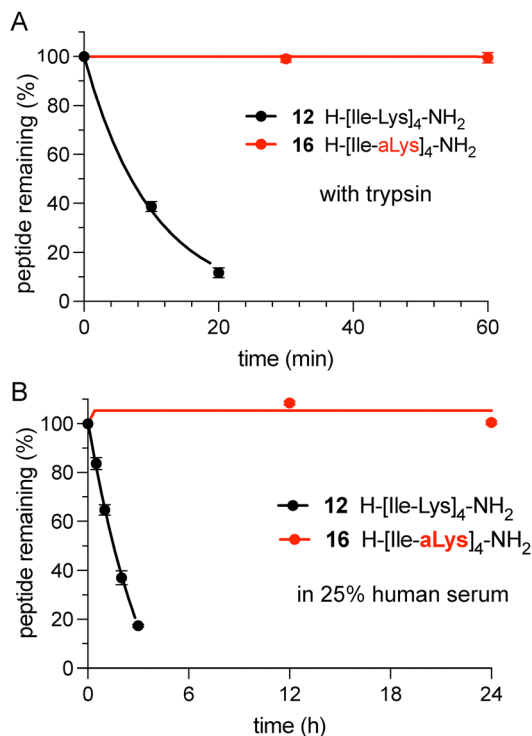 A
peptide remaining (%)
100
80
60
40
20
0
12 H-[Ile-Lys]4-NH2
16 H-[Ile-aLys]4-NH2
with trypsin
0 20 40 60
time (min)
B
peptide remaining (%)
100
80
60
40
20
0
12 H-[Ile-Lys]4-NH2
16 H-[Ile-aLys]4-NH2
in 25% human serum
0 6 12 18 24
time (h)